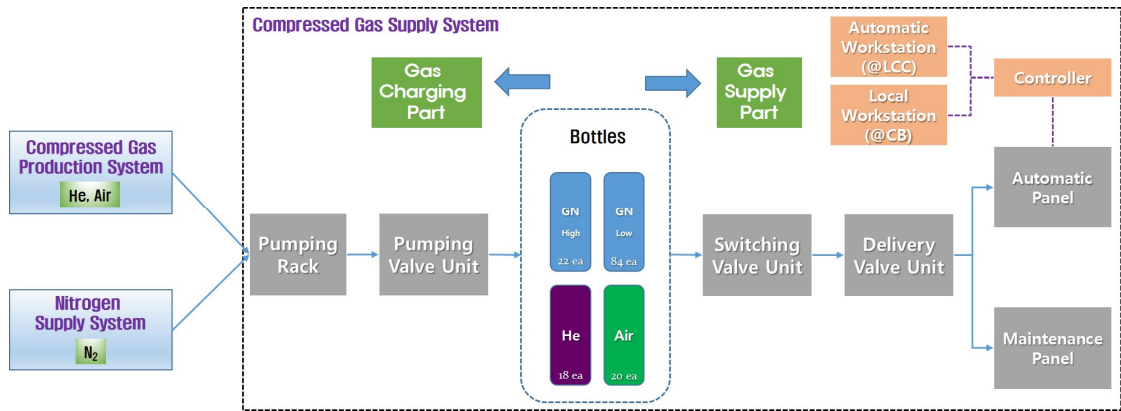 Compressed Gas Supply System
Gas
Charging
Part
Gas
Supply
Part
Automatic
Workstation
(@LCC)
Local
Workstation
(@CB)
Controller
Compressed Gas
Production System
He, Air
Nitrogen
Supply System
N₂
Pumping
Rack
Pumping
Valve Unit
Bottles
GN
High
22 ea
GN
Low
84 ea
He
18 ea
Air
20 ea
Switching
Valve Unit
Delivery
Valve Unit
Automatic
Panel
Maintenance
Panel